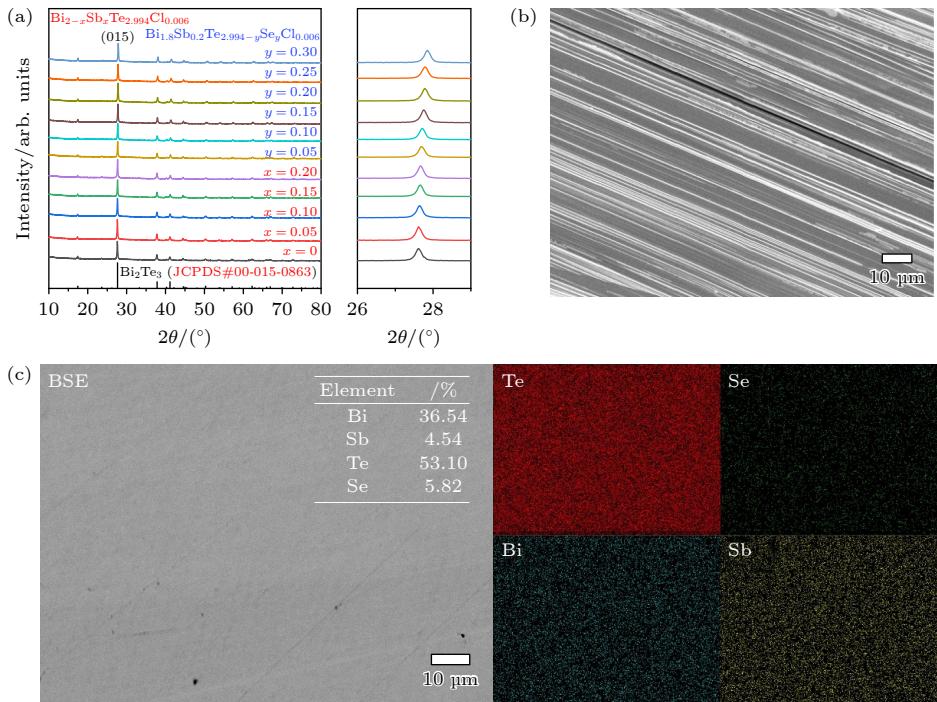 (a)
Bi₂₋ₓSbₓTe₂.₉₉₄Cl₀.₀₀₆
(015)
Bi₁.₈Sb₀.₂Te₂.₉₉₄₋ySeyCl₀.₀₀₆
y = 0.30
y = 0.25
y = 0.20
y = 0.15
y = 0.10
y = 0.05
x = 0.20
x = 0.15
x = 0.10
x = 0.05
x = 0
Bi₂Te₃ (JCPDS#00-015-0863)
Intensity/arb. units
10 20 30 40 50 60 70 80
2θ/(°)
26 28
2θ/(°)
(b)
10 µm
(c)
BSE
Element /%
Bi 36.54
Sb 4.54
Te 53.10
Se 5.82
10 µm
Te
Se
Bi
Sb